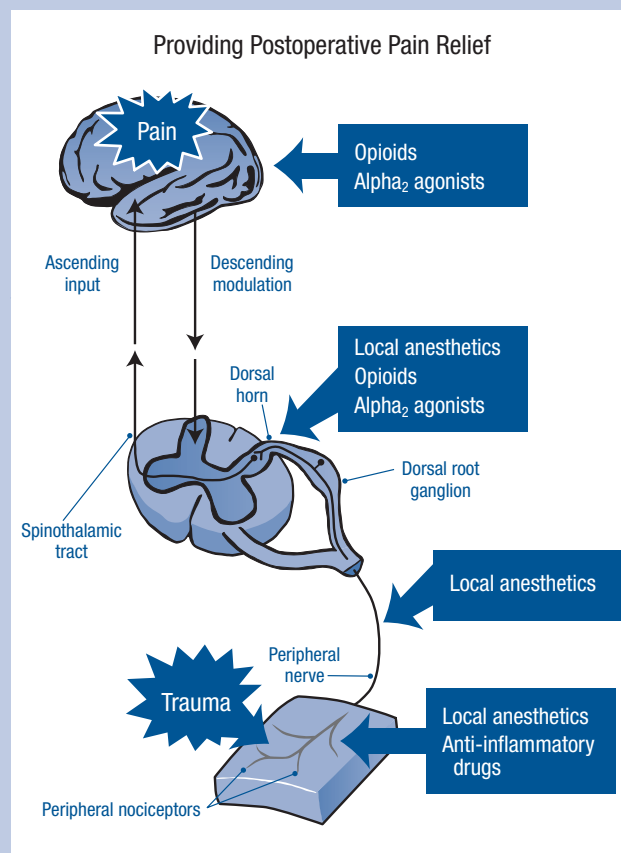 Providing Postoperative Pain Relief
Pain
Opioids
Alpha₂ agonists
Ascending
input
Descending
modulation
Local anesthetics
Opioids
Alpha₂ agonists
Dorsal
horn
Dorsal root
ganglion
Spinothalamic
tract
Local anesthetics
Peripheral
nerve
Trauma
Local anesthetics
Anti-inflammatory
drugs
Peripheral nociceptors